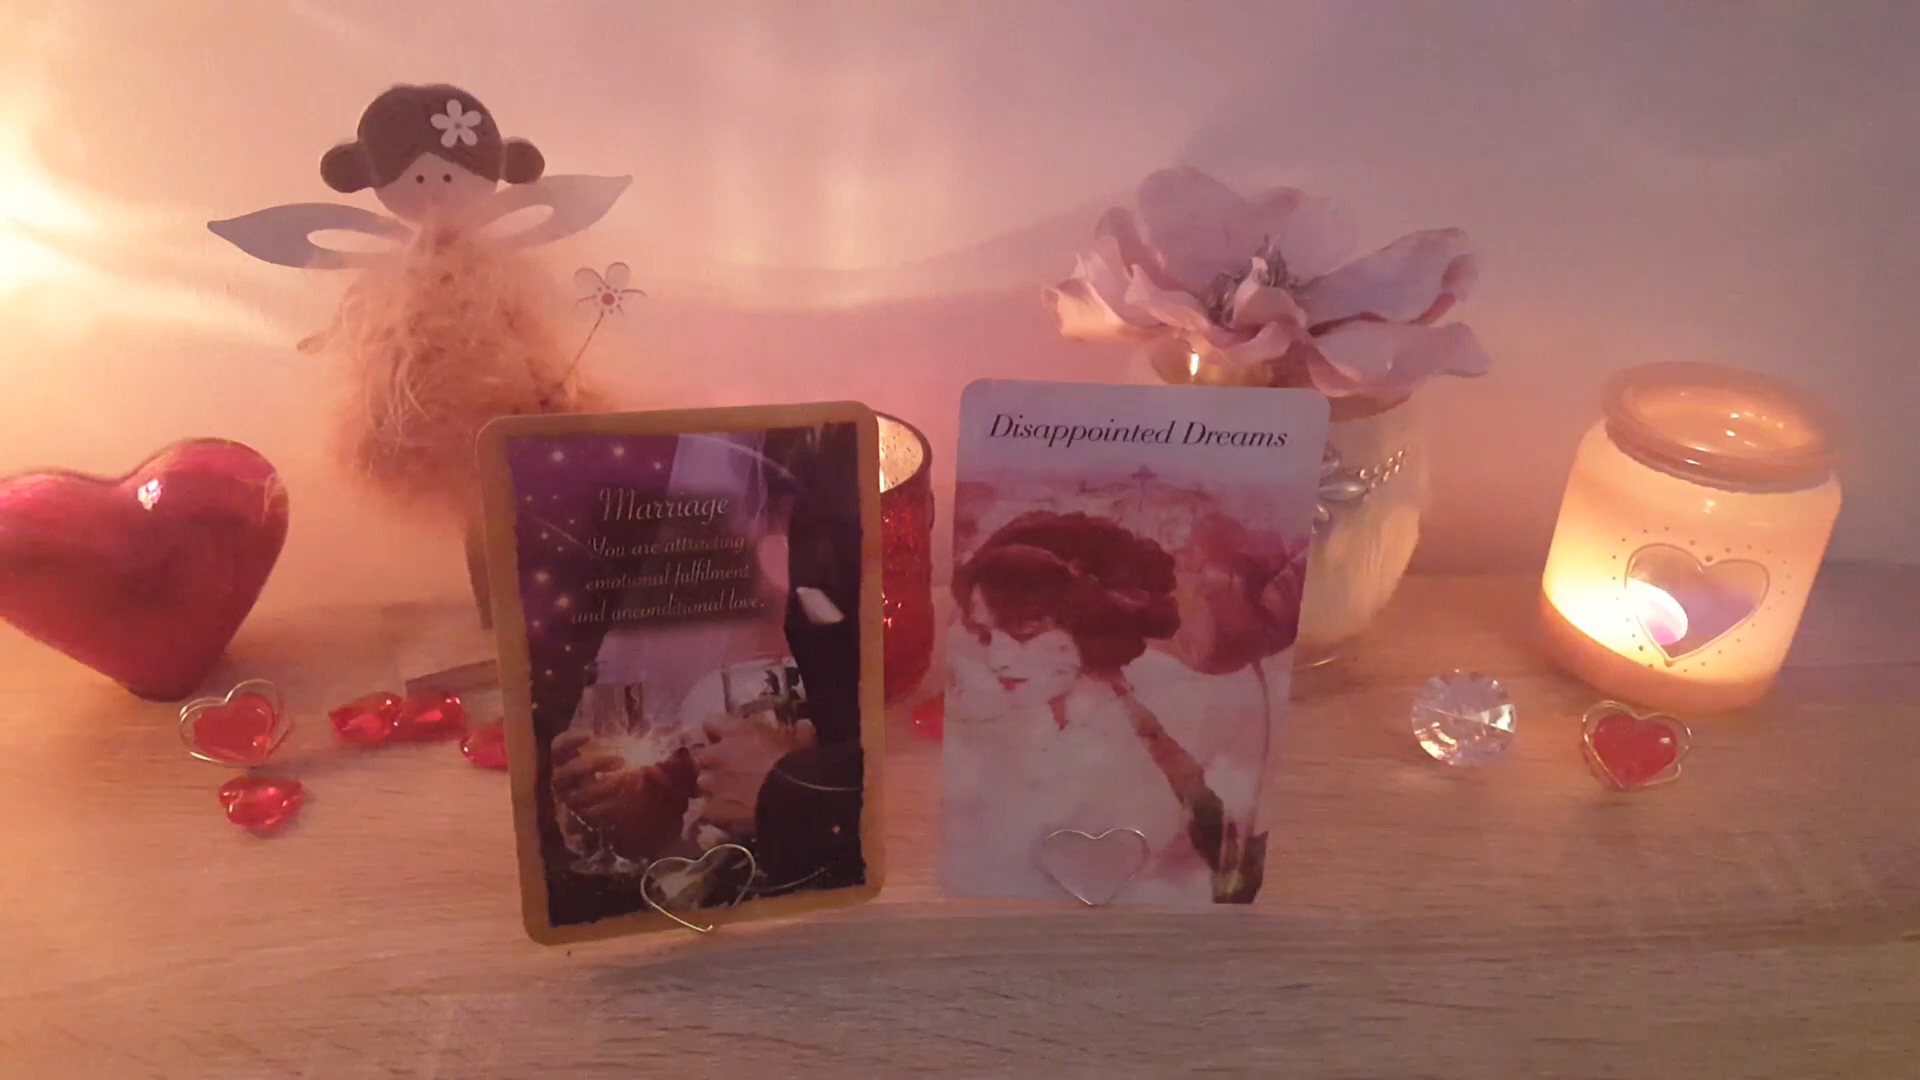 Marriage
You are attracting
emotional fulfilment
and unconditional love.
Disappointed Dreams